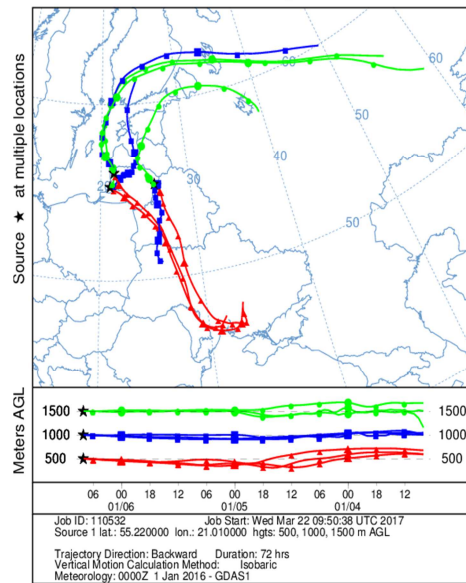 Source ★ at multiple locations
60
60
50
40
30
50
20
Meters AGL
1500 1500
1000 1000
500 500
06 00 18 12 06 00 18 12 06 00 18 12
01/06 01/05 01/04
Job ID: 110532 Job Start: Wed Mar 22 09:50:38 UTC 2017
Source 1 lat.: 55.220000 lon.: 21.010000 hgts: 500, 1000, 1500 m AGL
Trajectory Direction: Backward Duration: 72 hrs
Vertical Motion Calculation Method: Isobaric
Meteorology: 0000Z 1 Jan 2016 - GDAS1